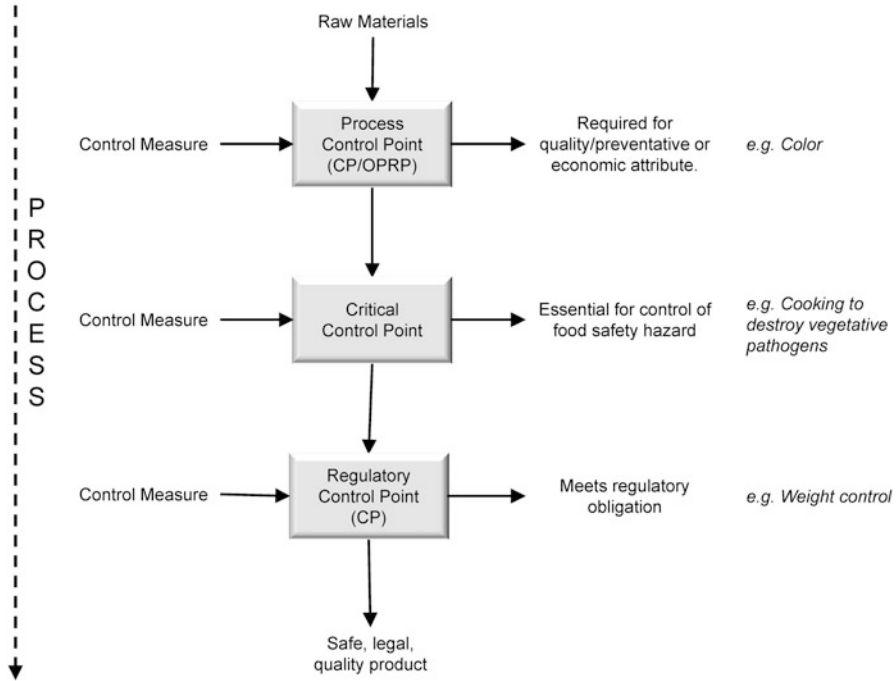 Raw Materials
Control Measure
Process
Control Point
(CP/OPRP)
Required for
quality/preventative or
economic attribute.
e.g. Color
PROCESS
Control Measure
Critical
Control Point
Essential for control of
food safety hazard
e.g. Cooking to
destroy vegetative
pathogens
Control Measure
Regulatory
Control Point
(CP)
Meets regulatory
obligation
e.g. Weight control
Safe, legal,
quality product